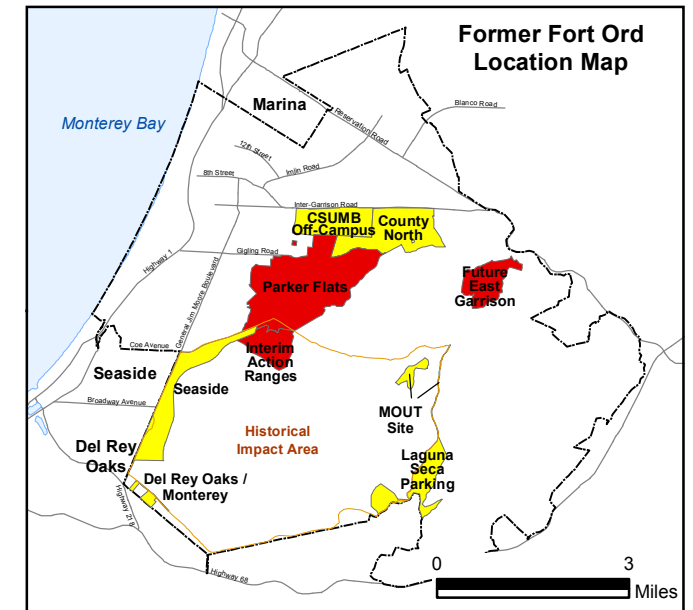 Former Fort Ord
Location Map
Marina
Monterey Bay
Blanco Road
Reservation Road
12th Street
Imjin Road
8th Street
Inter-Garrison Road
CSUMB
Off-Campus
County
North
Gigling Road
Highway 1
General Jim Moore Boulevard
Parker Flats
Future
East
Garrison
Coe Avenue
Interim
Action
Ranges
Seaside
Seaside
Broadway Avenue
MOUT
Site
Historical
Impact Area
Del Rey
Oaks
Laguna
Seca
Parking
Del Rey Oaks /
Monterey
Highway 218
Highway 68
0
3
Miles